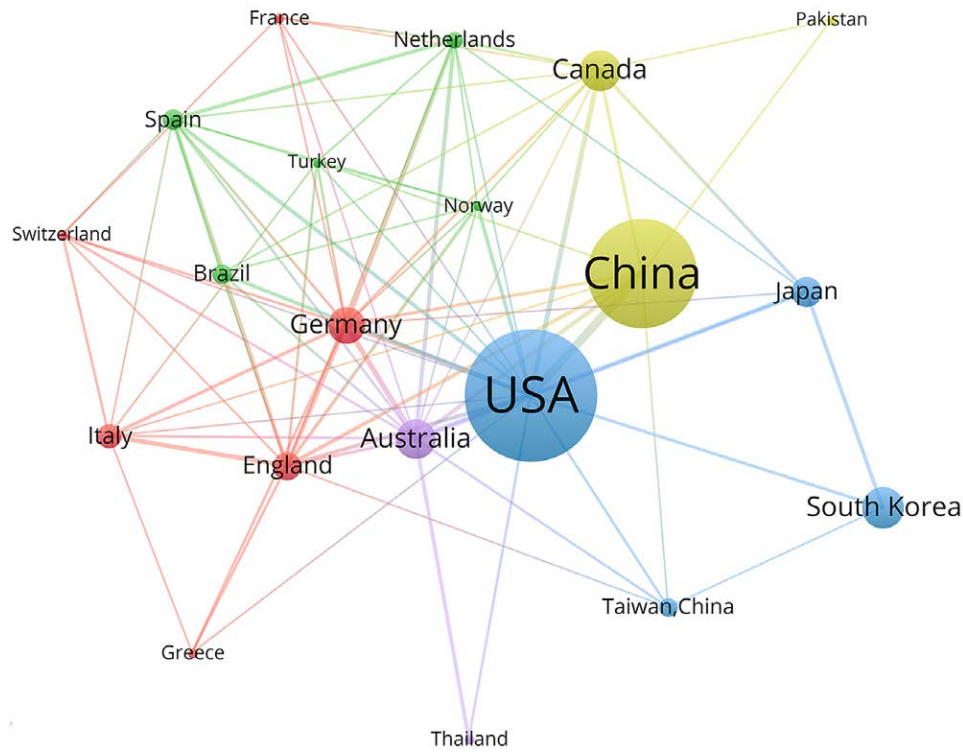 France
Pakistan
Netherlands
Canada
Spain
Turkey
Norway
Switzerland
Brazil
China
Japan
Germany
USA
Italy
Australia
England
South Korea
Taiwan,China
Greece
Thailand